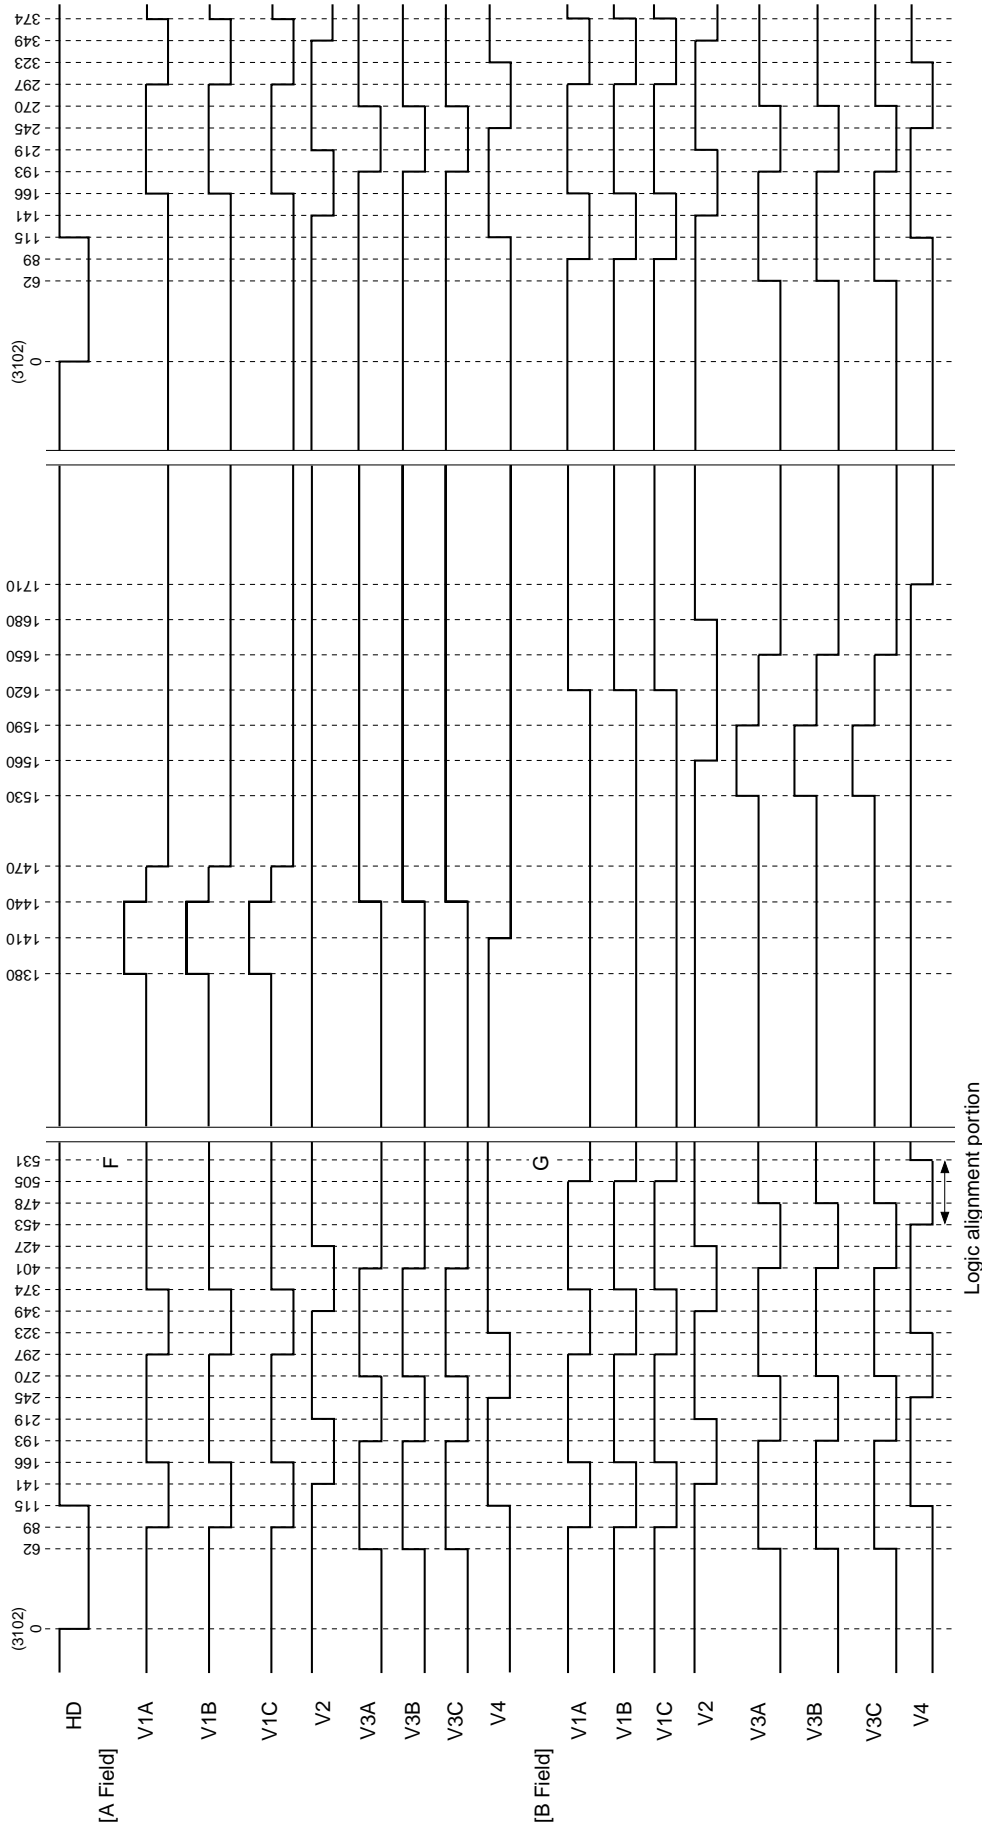 (3102) (3102)
0 62 89 115 141 166 193 219 245 270 297 323 349 374 401 427 453 478 505 531 1380 1410 1440 1470 1530 1560 1590 1620 1650 1680 1710 0 62 89 115 141 166 193 219 245 270 297 323 349 374
HD
[A Field] F
V1A
V1B
V1C
V2
V3A
V3B
V3C
V4
[B Field] G
V1A
V1B
V1C
V2
V3A
V3B
V3C
V4
Logic alignment portion